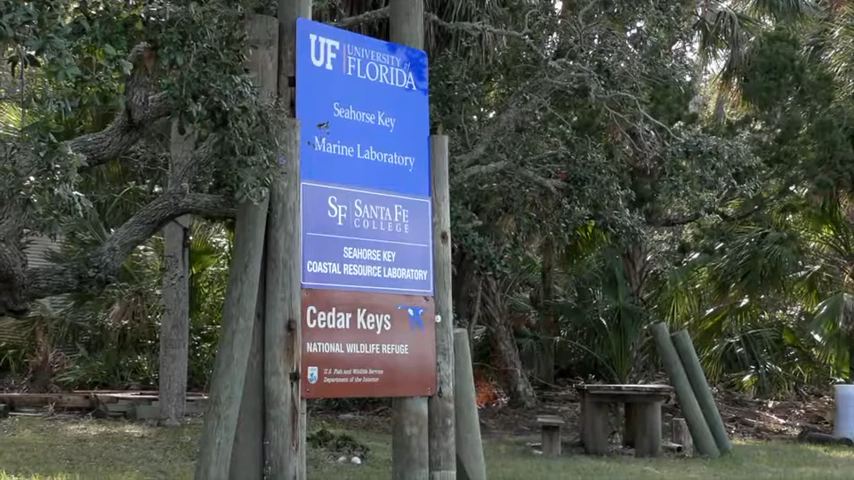 UF UNIVERSITY of
FLORIDA
Seahorse Key
Marine Laboratory
SF SANTA FE
COLLEGE
SEAHORSE KEY
COASTAL RESOURCE LABORATORY
Cedar Keys
NATIONAL WILDLIFE REFUGE
U.S. Fish and Wildlife Service
Department of the Interior